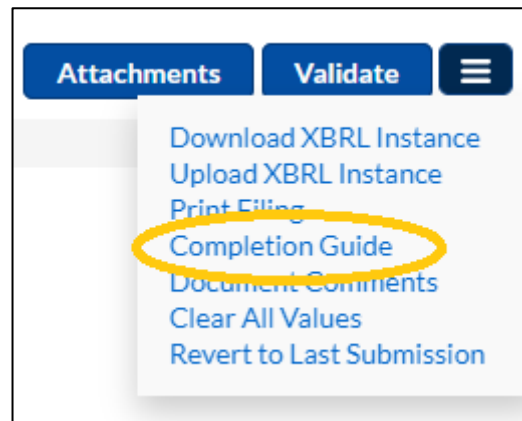 Attachments Validate
Download XBRL Instance
Upload XBRL Instance
Print Filing
Completion Guide
Document Comments
Clear All Values
Revert to Last Submission